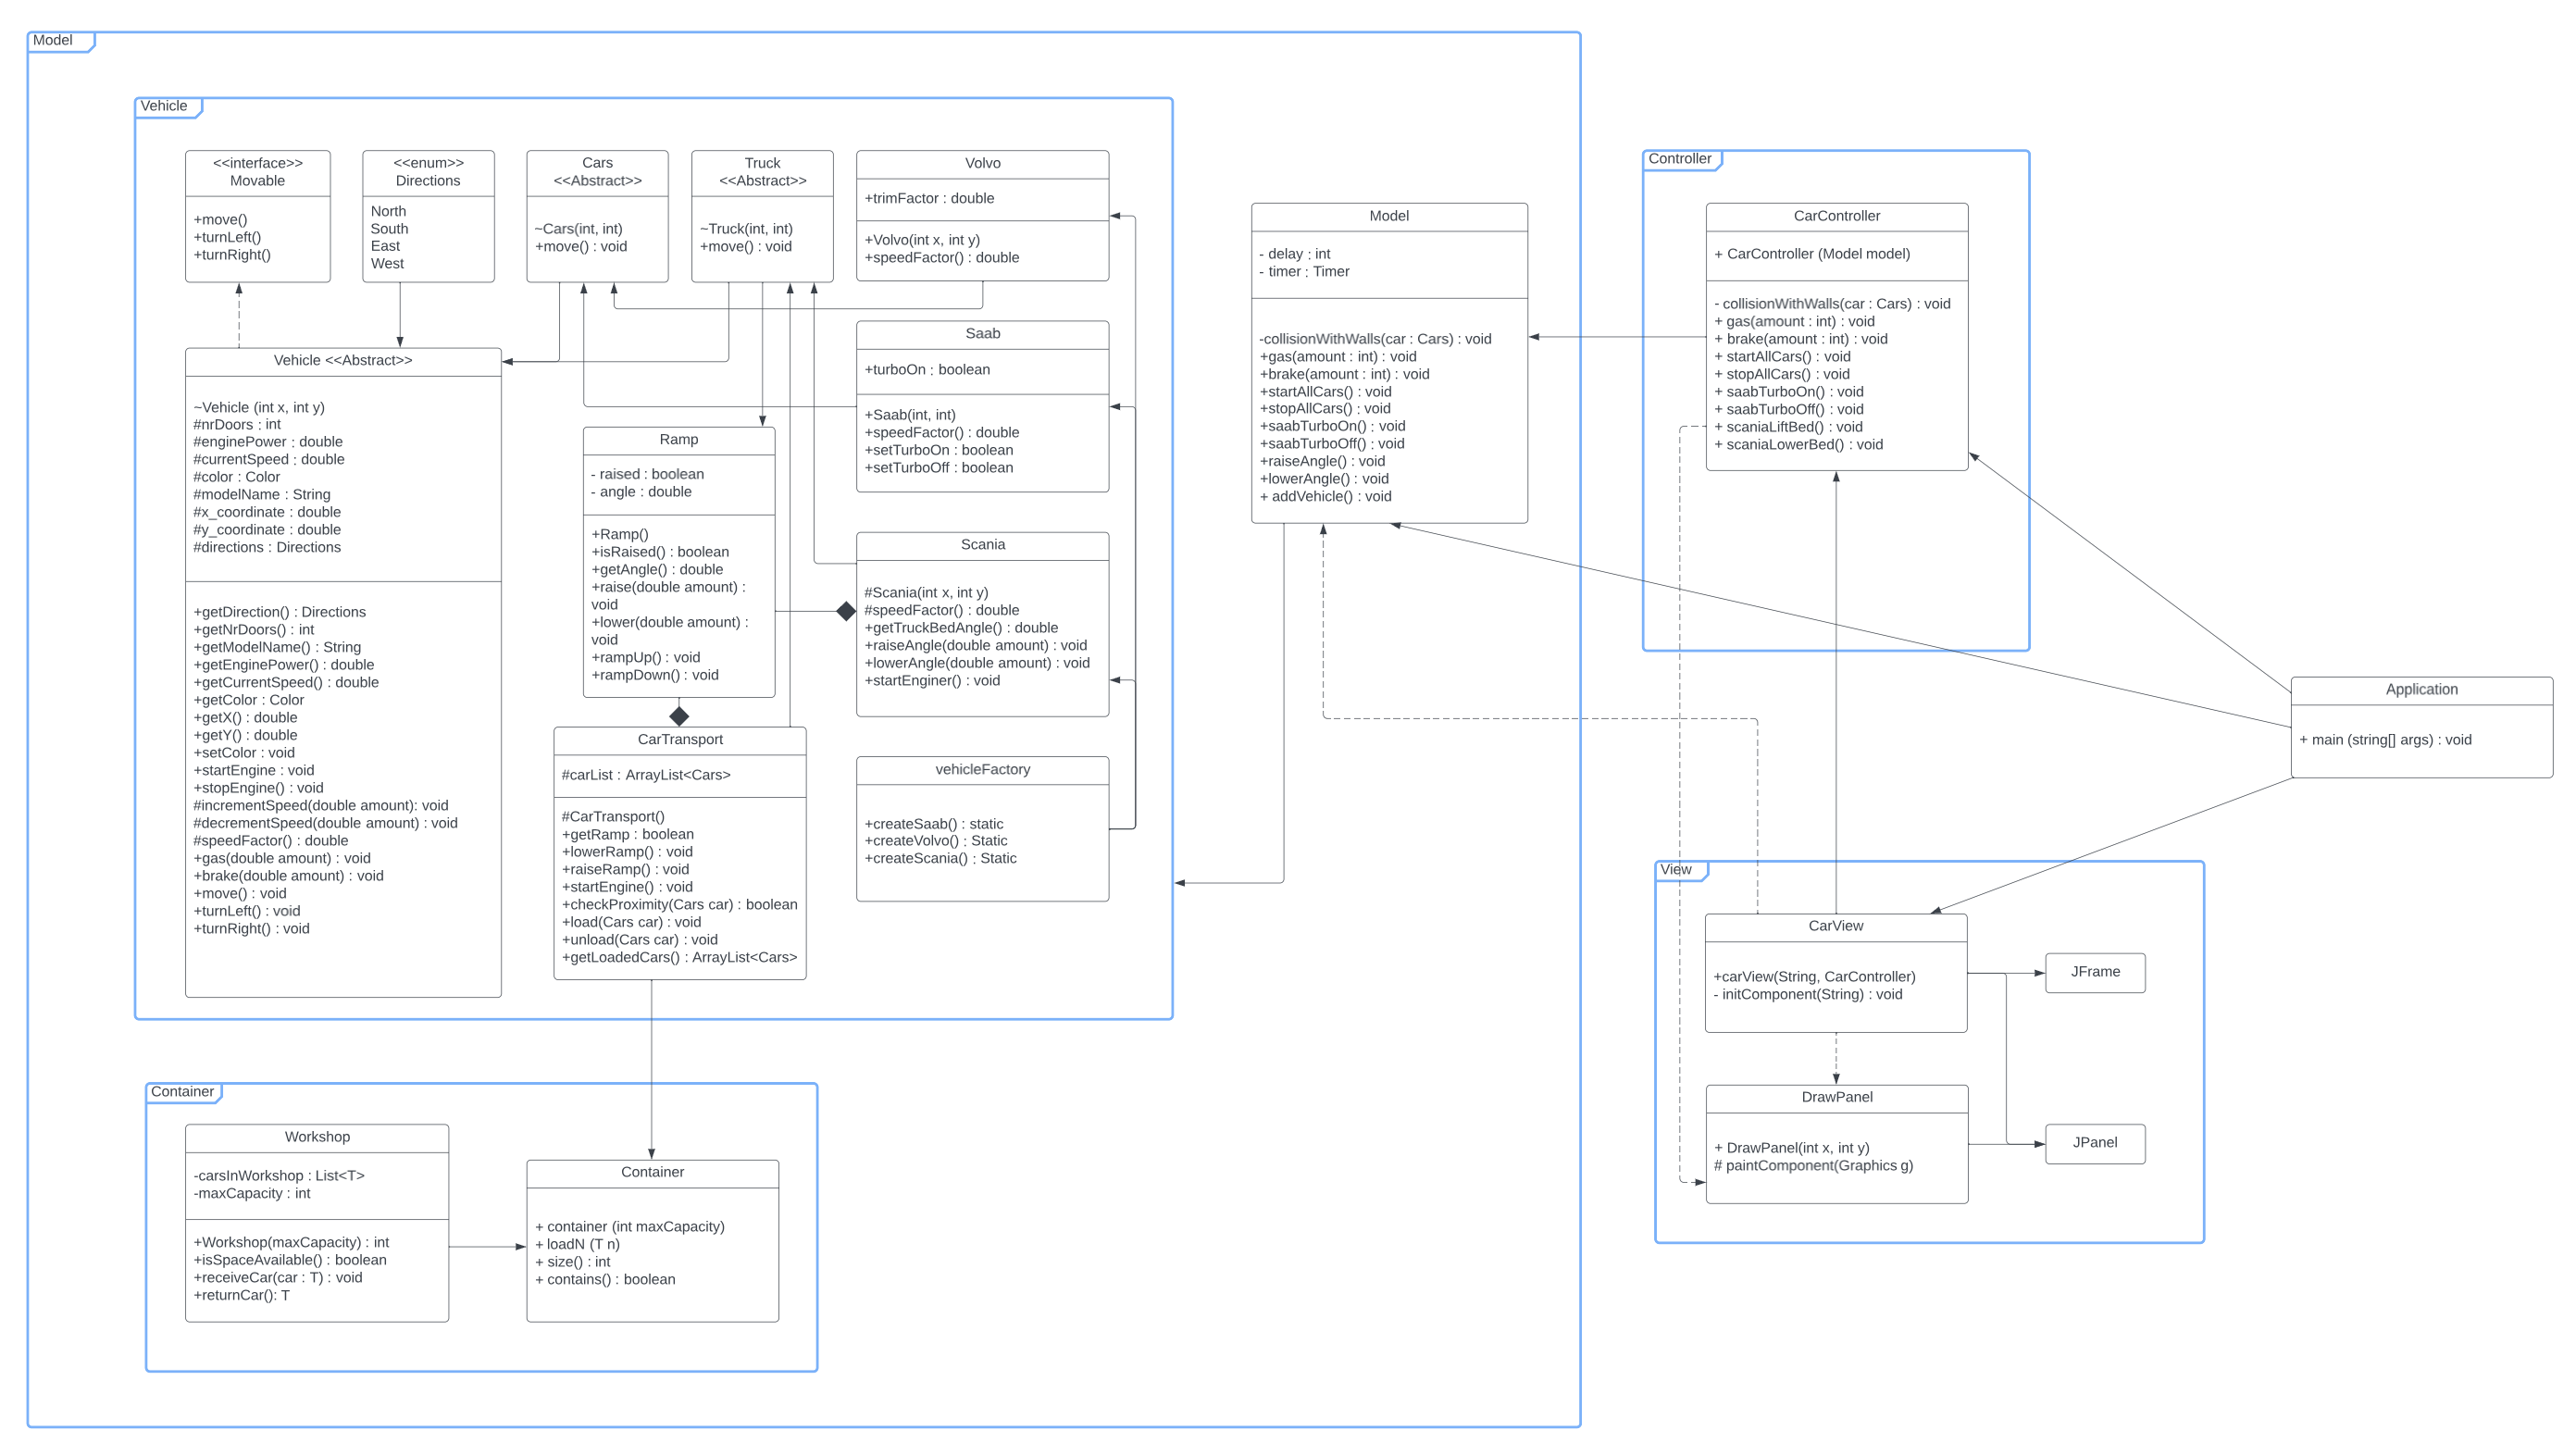 Model
Vehicle
<<interface>>
Movable
+move()
+turnLeft()
+turnRight()
<<enum>>
Directions
North
South
East
West
Cars
<<Abstract>>
~Cars(int, int)
+move() : void
Truck
<<Abstract>>
~Truck(int, int)
+move() : void
Volvo
+trimFactor : double
+Volvo(int x, int y)
+speedFactor() : double
Vehicle <<Abstract>>
~Vehicle (int x, int y)
#nrDoors : int
#enginePower : double
#currentSpeed : double
#color : Color
#modelName : String
#x_coordinate : double
#y_coordinate : double
#directions : Directions
+getDirection() : Directions
+getNrDoors() : int
+getModelName() : String
+getEnginePower() : double
+getCurrentSpeed() : double
+getColor : Color
+getX() : double
+getY() : double
+setColor : void
+startEngine : void
+stopEngine() : void
#incrementSpeed(double amount): void
#decrementSpeed(double amount) : void
#speedFactor() : double
+gas(double amount) : void
+brake(double amount) : void
+move() : void
+turnLeft() : void
+turnRight() : void
Saab
+turboOn : boolean
+Saab(int, int)
+speedFactor() : double
+setTurboOn : boolean
+setTurboOff : boolean
Ramp
- raised : boolean
- angle : double
+Ramp()
+isRaised() : boolean
+getAngle() : double
+raise(double amount) :
void
+lower(double amount) :
void
+rampUp() : void
+rampDown() : void
Scania
#Scania(int x, int y)
#speedFactor() : double
+getTruckBedAngle() : double
+raiseAngle(double amount) : void
+lowerAngle(double amount) : void
+startEnginer() : void
CarTransport
#carList : ArrayList<Cars>
#CarTransport()
+getRamp : boolean
+lowerRamp() : void
+raiseRamp() : void
+startEngine() : void
+checkProximity(Cars car) : boolean
+load(Cars car) : void
+unload(Cars car) : void
+getLoadedCars() : ArrayList<Cars>
vehicleFactory
+createSaab() : static
+createVolvo() : Static
+createScania() : Static
Container
Workshop
-carsInWorkshop : List<T>
-maxCapacity : int
+Workshop(maxCapacity) : int
+isSpaceAvailable() : boolean
+receiveCar(car : T) : void
+returnCar(): T
Container
+ container (int maxCapacity)
+ loadN (T n)
+ size() : int
+ contains() : boolean
Model
- delay : int
- timer : Timer
-collisionWithWalls(car : Cars) : void
+gas(amount : int) : void
+brake(amount : int) : void
+startAllCars() : void
+stopAllCars() : void
+saabTurboOn() : void
+saabTurboOff() : void
+raiseAngle() : void
+lowerAngle() : void
+ addVehicle() : void
Controller
CarController
+ CarController (Model model)
- collisionWithWalls(car : Cars) : void
+ gas(amount : int) : void
+ brake(amount : int) : void
+ startAllCars() : void
+ stopAllCars() : void
+ saabTurboOn() : void
+ saabTurboOff() : void
+ scaniaLiftBed() : void
+ scaniaLowerBed() : void
Application
+ main (string[] args) : void
View
CarView
+carView(String, CarController)
- initComponent(String) : void
JFrame
DrawPanel
+ DrawPanel(int x, int y)
# paintComponent(Graphics g)
JPanel